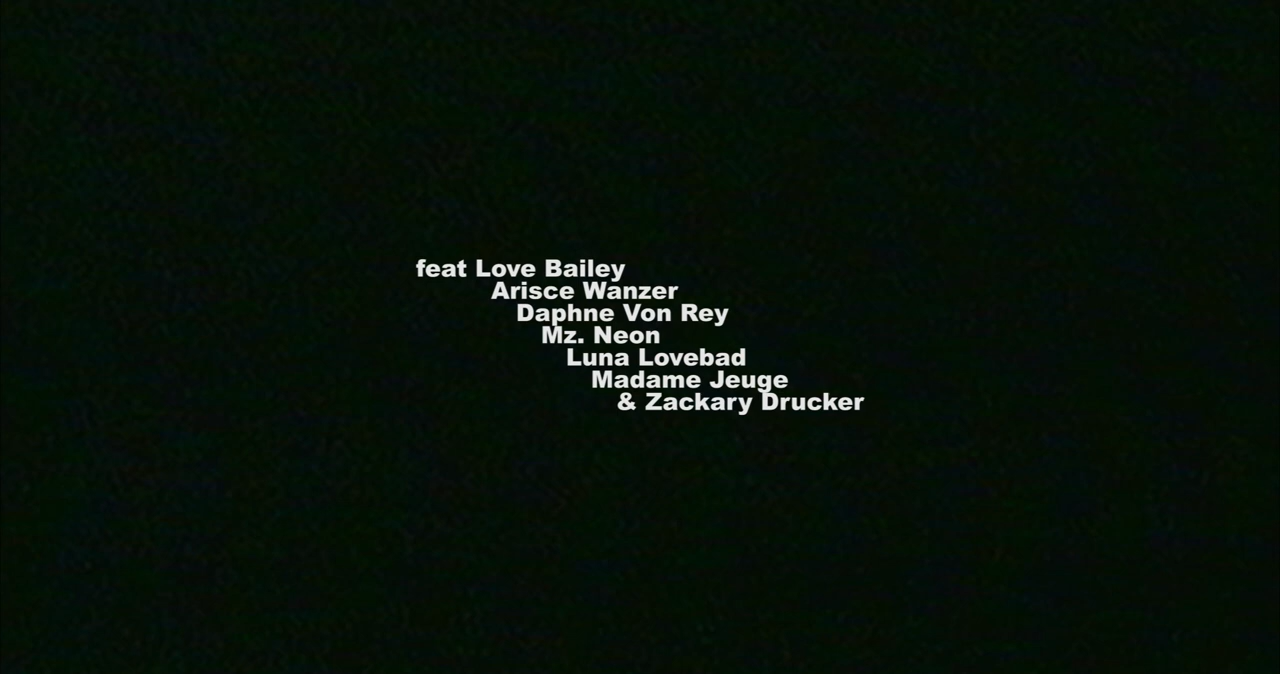 feat Love Bailey
Arisce Wanzer
Daphne Von Rey
Mz. Neon
Luna Lovebad
Madame Jeuge
& Zackary Drucker